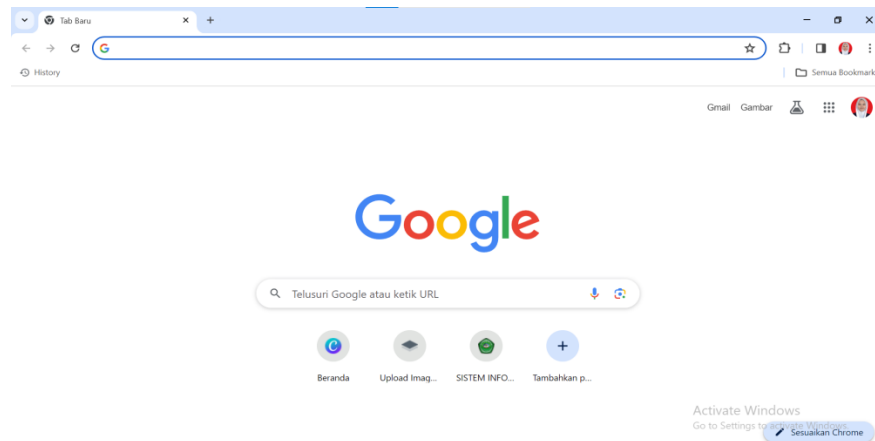 Tab Baru
History
Semua Bookmark
Gmail Gambar
Google
Telusuri Google atau ketik URL
Beranda Upload Imag... SISTEM INFO... Tambahkan p...
Activate Windows
Go to Settings to activate Windows.
Sesuaikan Chrome